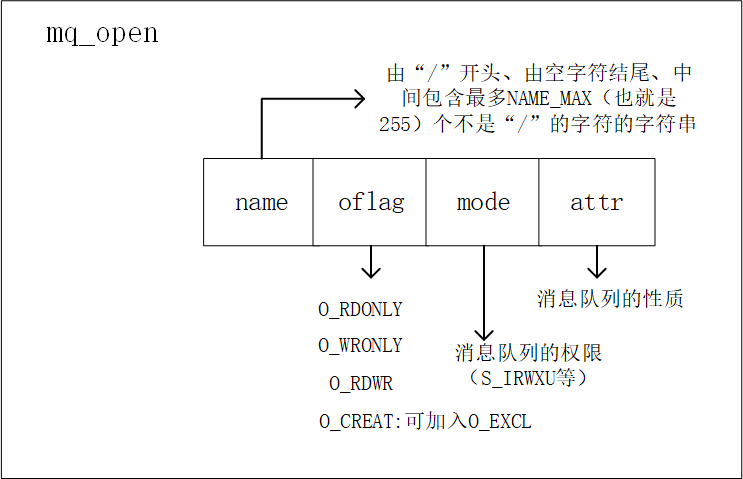 mq_open
由“/”开头、由空字符结尾、中
间包含最多NAME_MAX（也就是
255）个不是“/”的字符的字符串
name
oflag
mode
attr
O_RDONLY
O_WRONLY
O_RDWR
O_CREAT:可加入O_EXCL
消息队列的权限
（S_IRWXU等）
消息队列的性质